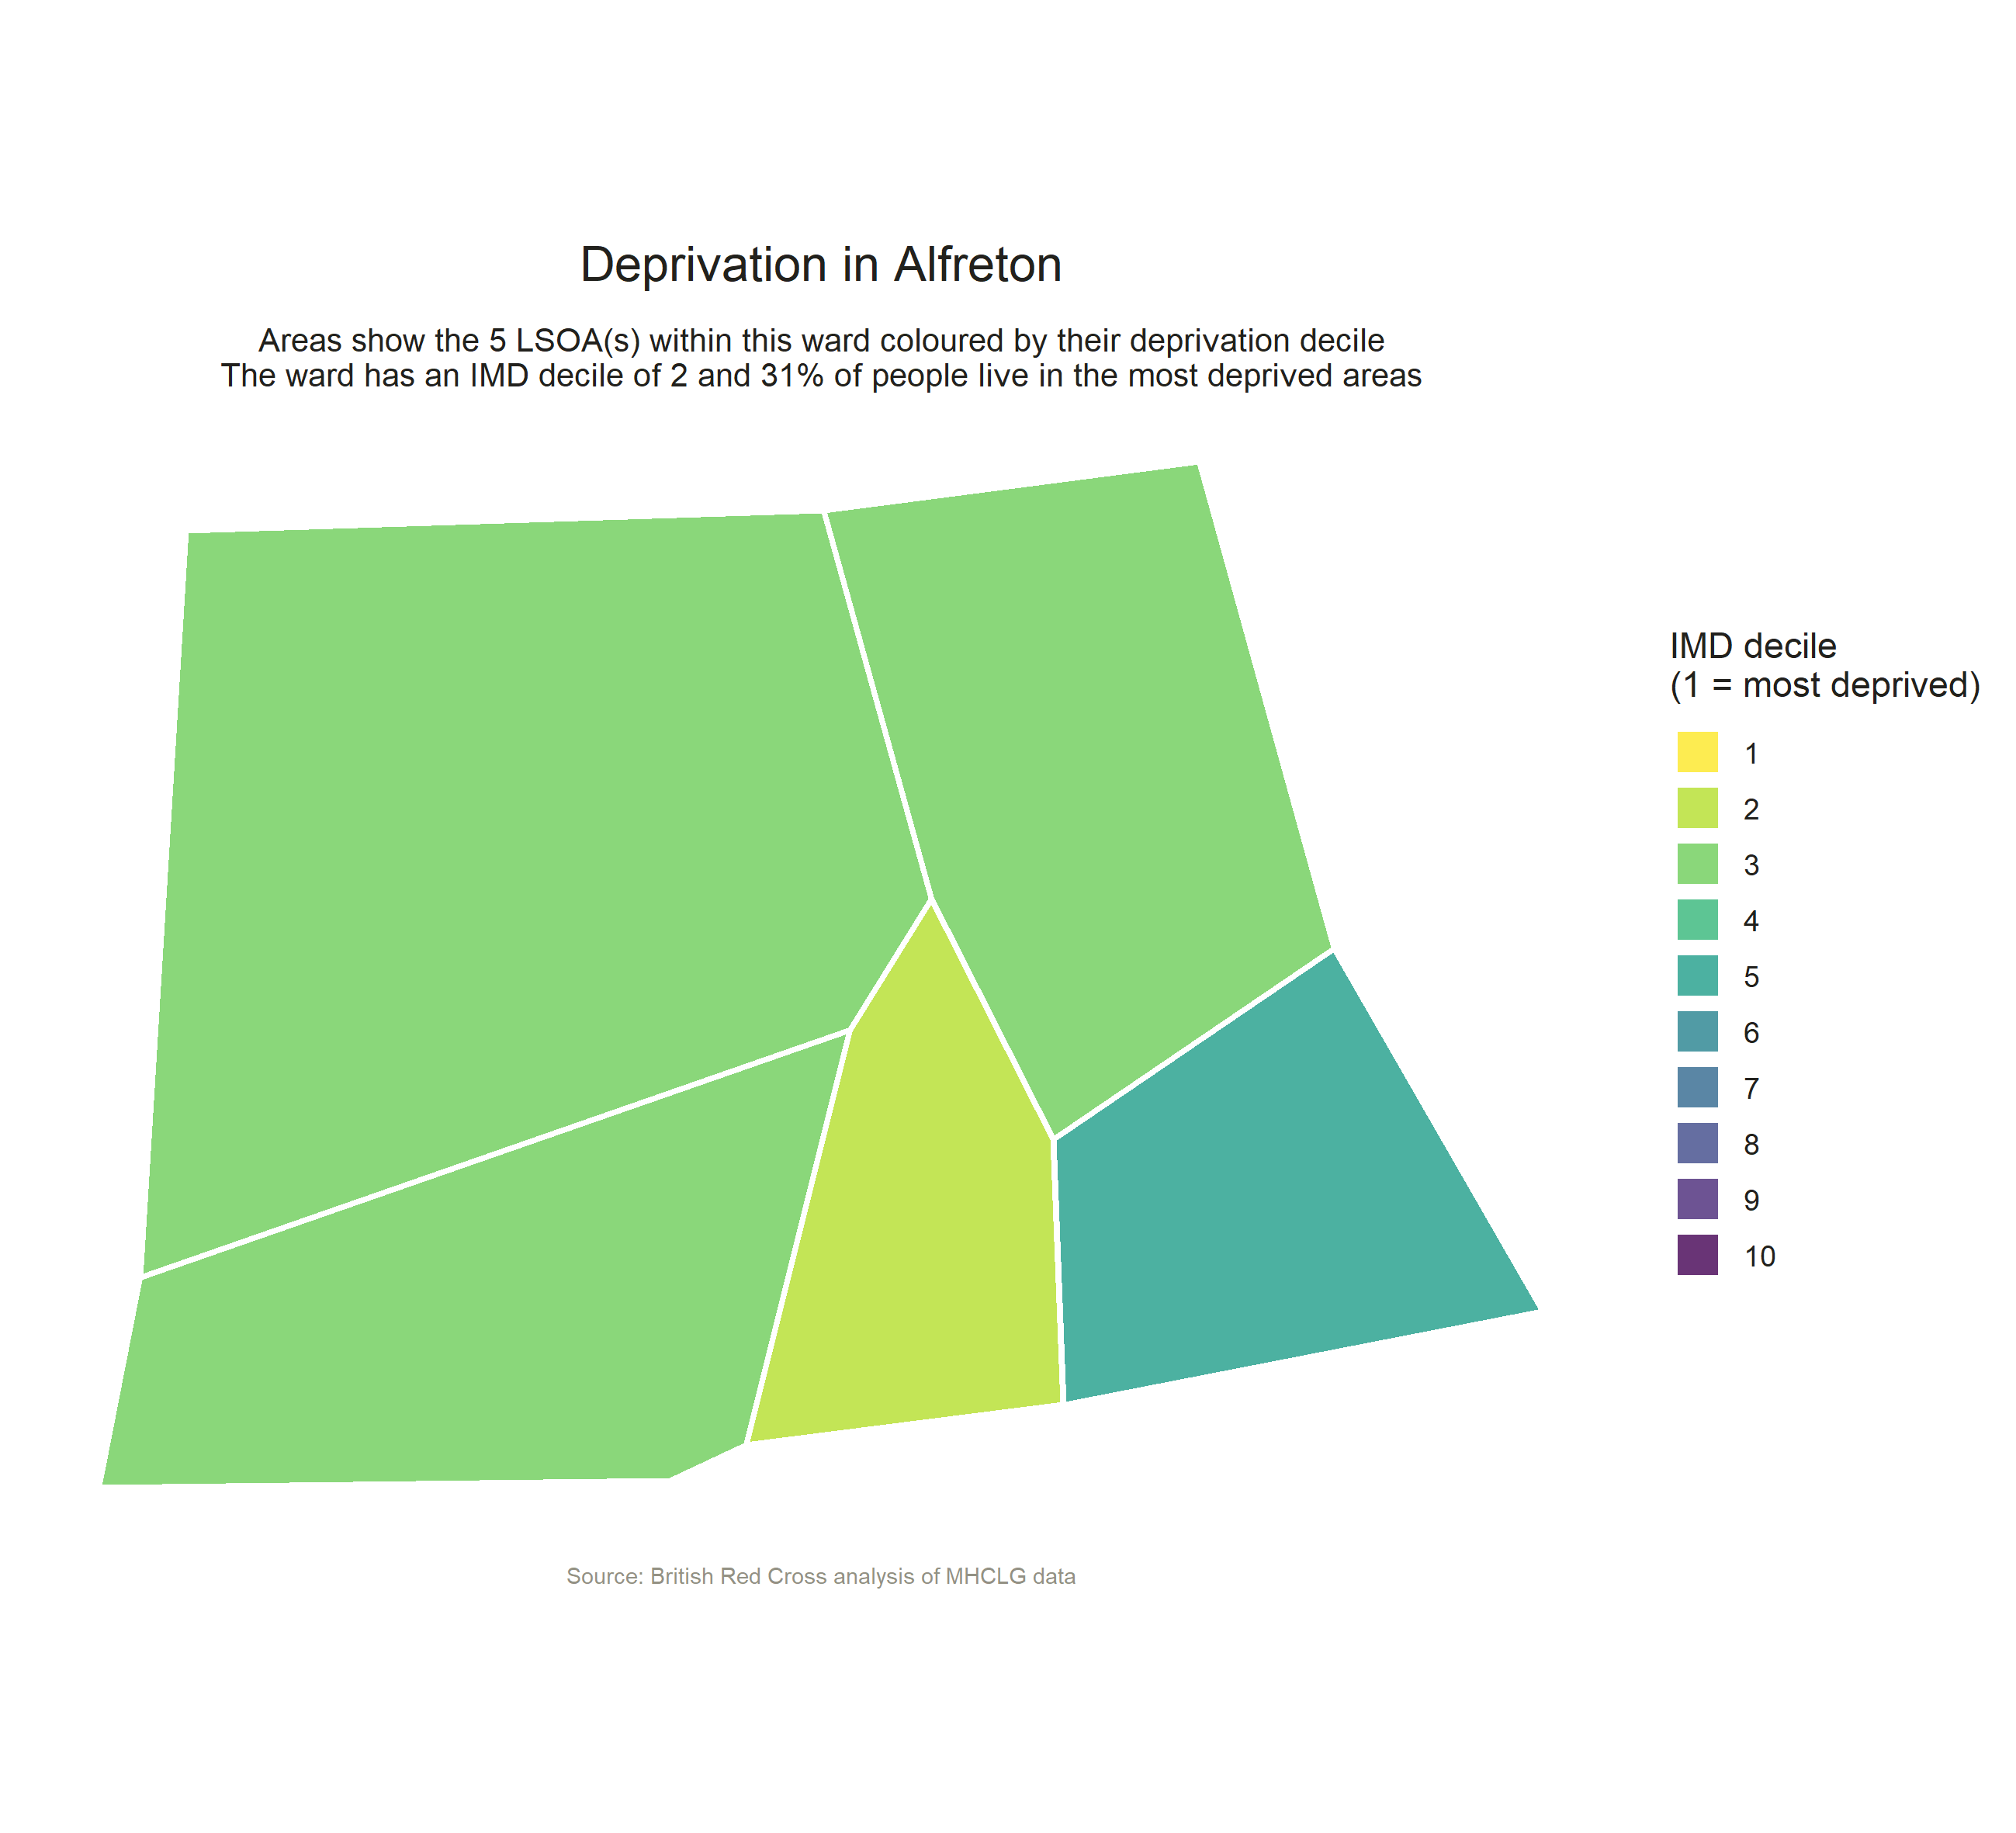 Deprivation in Alfreton
Areas show the 5 LSOA(s) within this ward coloured by their deprivation decile
The ward has an IMD decile of 2 and 31% of people live in the most deprived areas
IMD decile
(1 = most deprived)
1
2
3
4
5
6
7
8
9
10
Source: British Red Cross analysis of MHCLG data